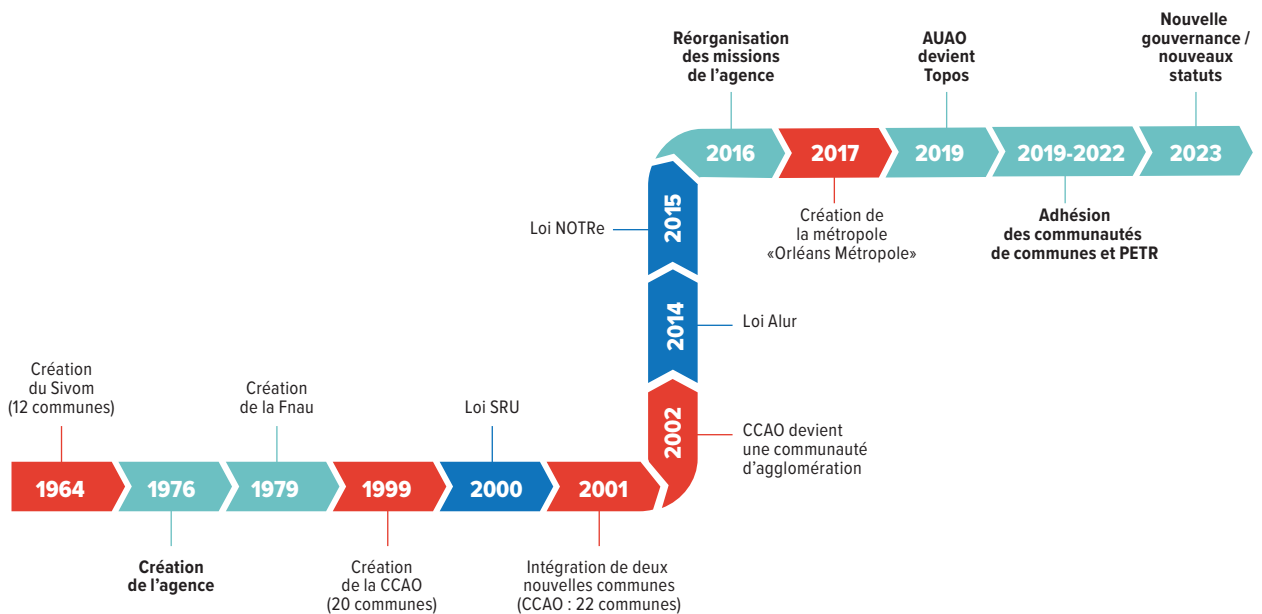 Création
du Sivom
(12 communes)
1964
1976
Création
de l’agence
Création
de la Fnau
1979
1999
Création
de la CCAO
(20 communes)
Loi SRU
2000
2001
Intégration de deux
nouvelles communes
(CCAO : 22 communes)
2002
CCAO devient
une communauté
d’agglomération
2014
Loi Alur
Loi NOTRe
2015
Réorganisation
des missions
de l’agence
2016
2017
Création de
la métropole
«Orléans Métropole»
AUAO
devient
Topos
2019
2019-2022
Adhésion
des communautés
de communes et PETR
Nouvelle
gouvernance /
nouveaux
statuts
2023